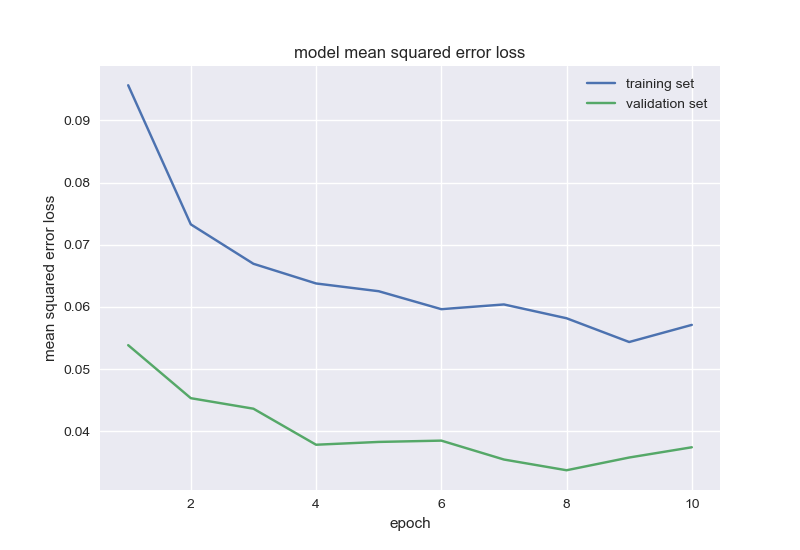 model mean squared error loss
training set
validation set
0.09
0.08
0.07
0.06
0.05
0.04
mean squared error loss
2
4
6
8
10
epoch